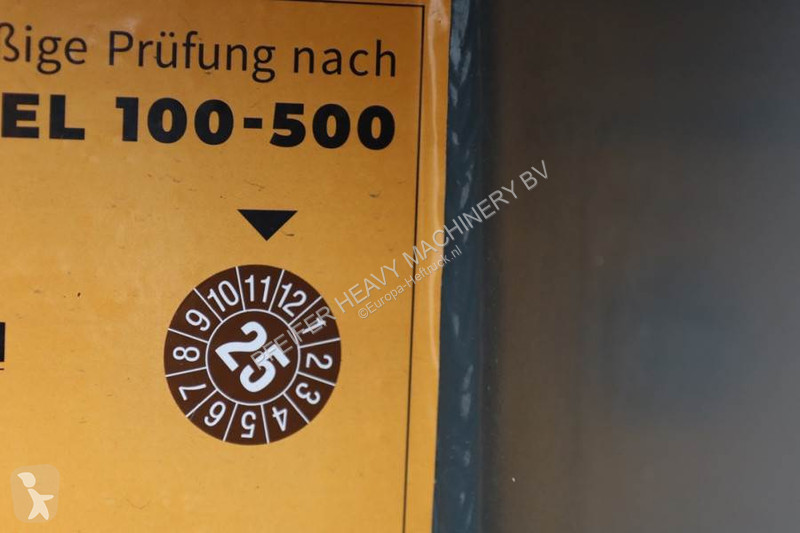 ßige Prüfung nach
EL 100-500
PFEIFER HEAVY MACHINERY BV
©Europa-Heftruck.nl
10 11 12 1 2 3 4 5 6 7 8 9
25